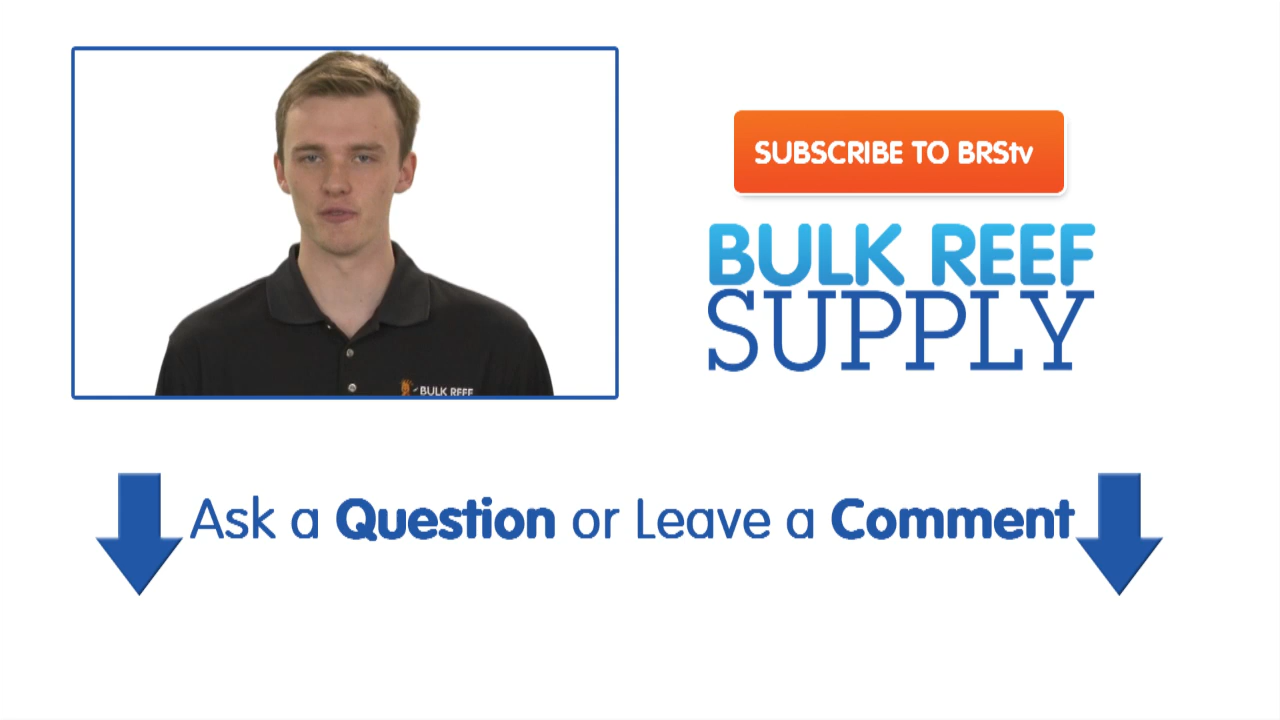 SUBSCRIBE TO BRStv
BULK REEF
SUPPLY
BULK REEF
Ask a Question or Leave a Comment